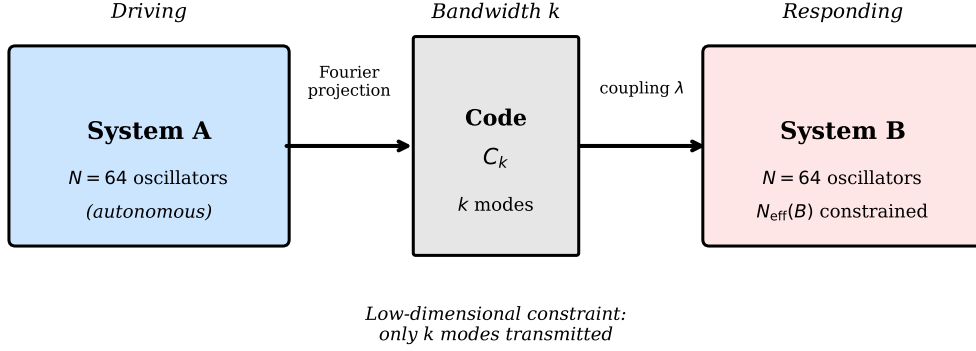 Driving
Bandwidth k
Responding
System A
N = 64 oscillators
(autonomous)
Fourier
projection
Code
C_k
k modes
coupling λ
System B
N = 64 oscillators
N_eff(B) constrained
Low-dimensional constraint:
only k modes transmitted